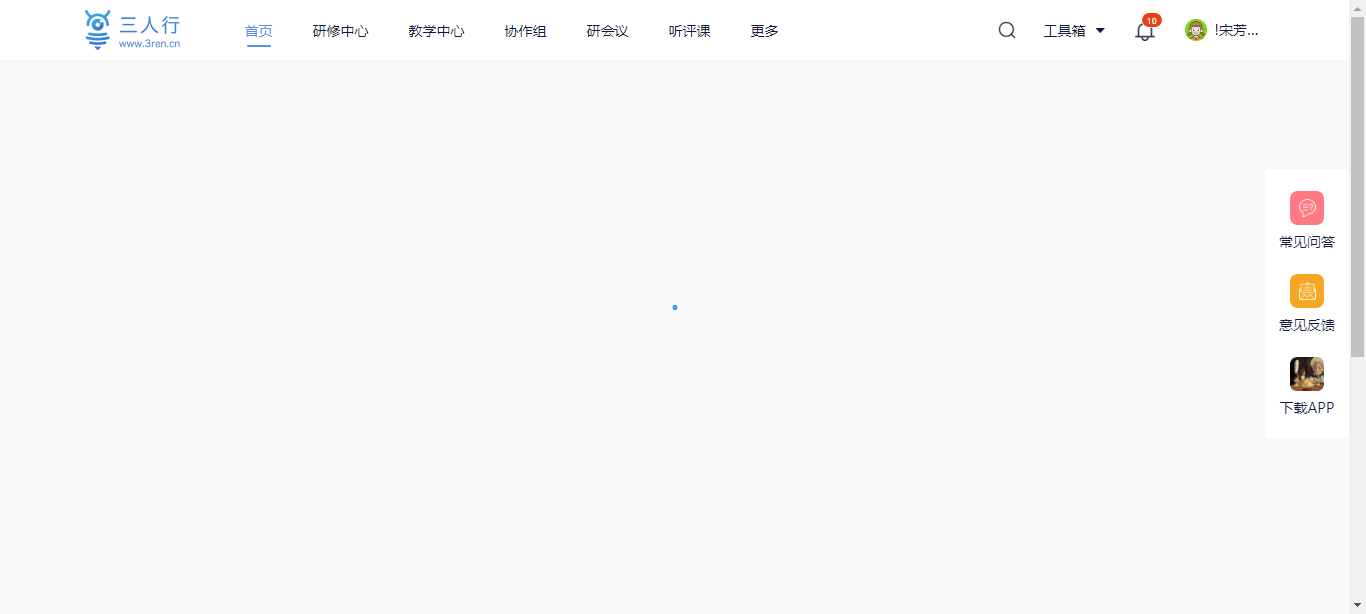 三人行
www.3ren.cn
首页 研修中心 教学中心 协作组 研会议 听评课 更多 工具箱 10 !宋芳...
常见问答
意见反馈
下载APP